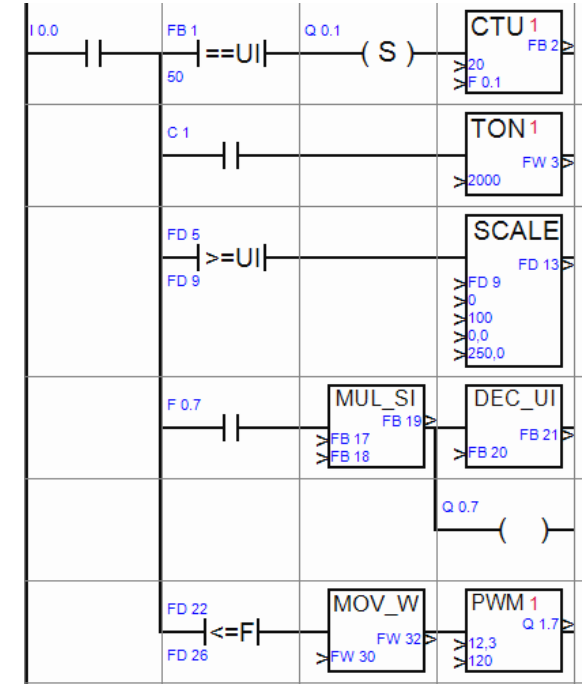 I 0.0 FB 1 Q 0.1 CTU 1
==UI ( S ) FB 2
50 20
F 0.1
C 1 TON 1
FW 3
2000
FD 5 SCALE
>=UI FD 13
FD 9 FD 9
0
100
0,0
250,0
F 0.7 MUL_SI DEC_UI
FB 19 FB 21
FB 17 FB 20
FB 18
Q 0.7
( )
FD 22 MOV_W PWM 1
<=F FW 32 Q 1.7
FD 26 FW 30 12,3
120